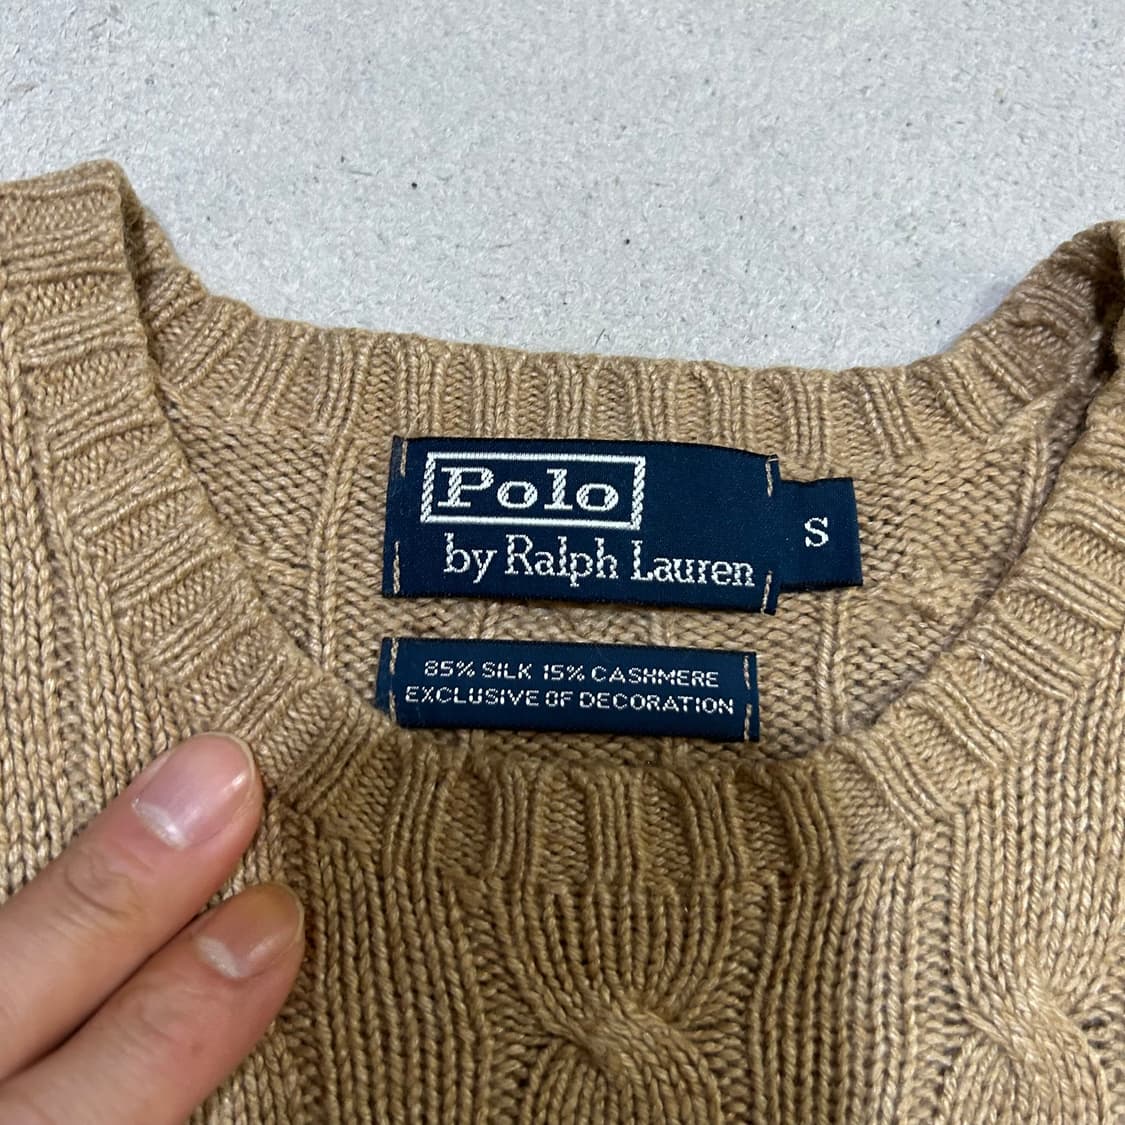 Polo
by Ralph Lauren
S
85% SILK 15% CASHMERE
EXCLUSIVE OF DECORATION